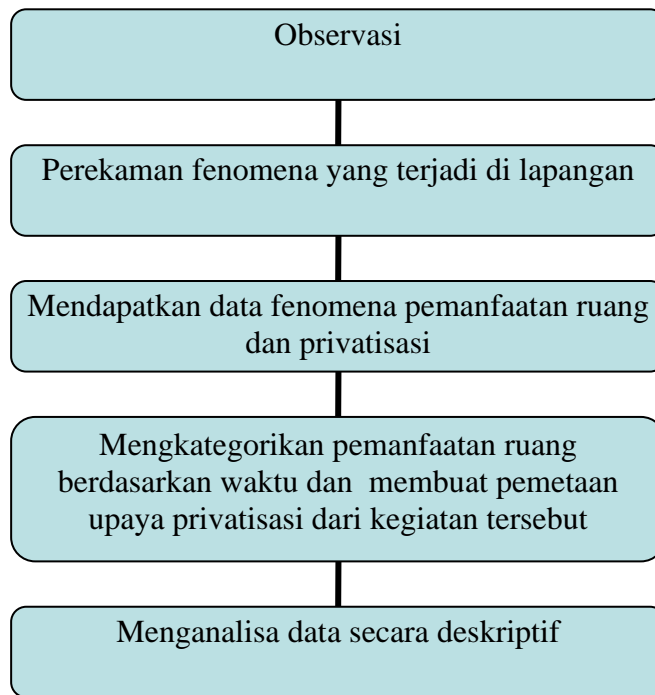 Observasi
Perekaman fenomena yang terjadi di lapangan
Mendapatkan data fenomena pemanfaatan ruang
dan privatisasi
Mengkategorikan pemanfaatan ruang
berdasarkan waktu dan membuat pemetaan
upaya privatisasi dari kegiatan tersebut
Menganalisa data secara deskriptif